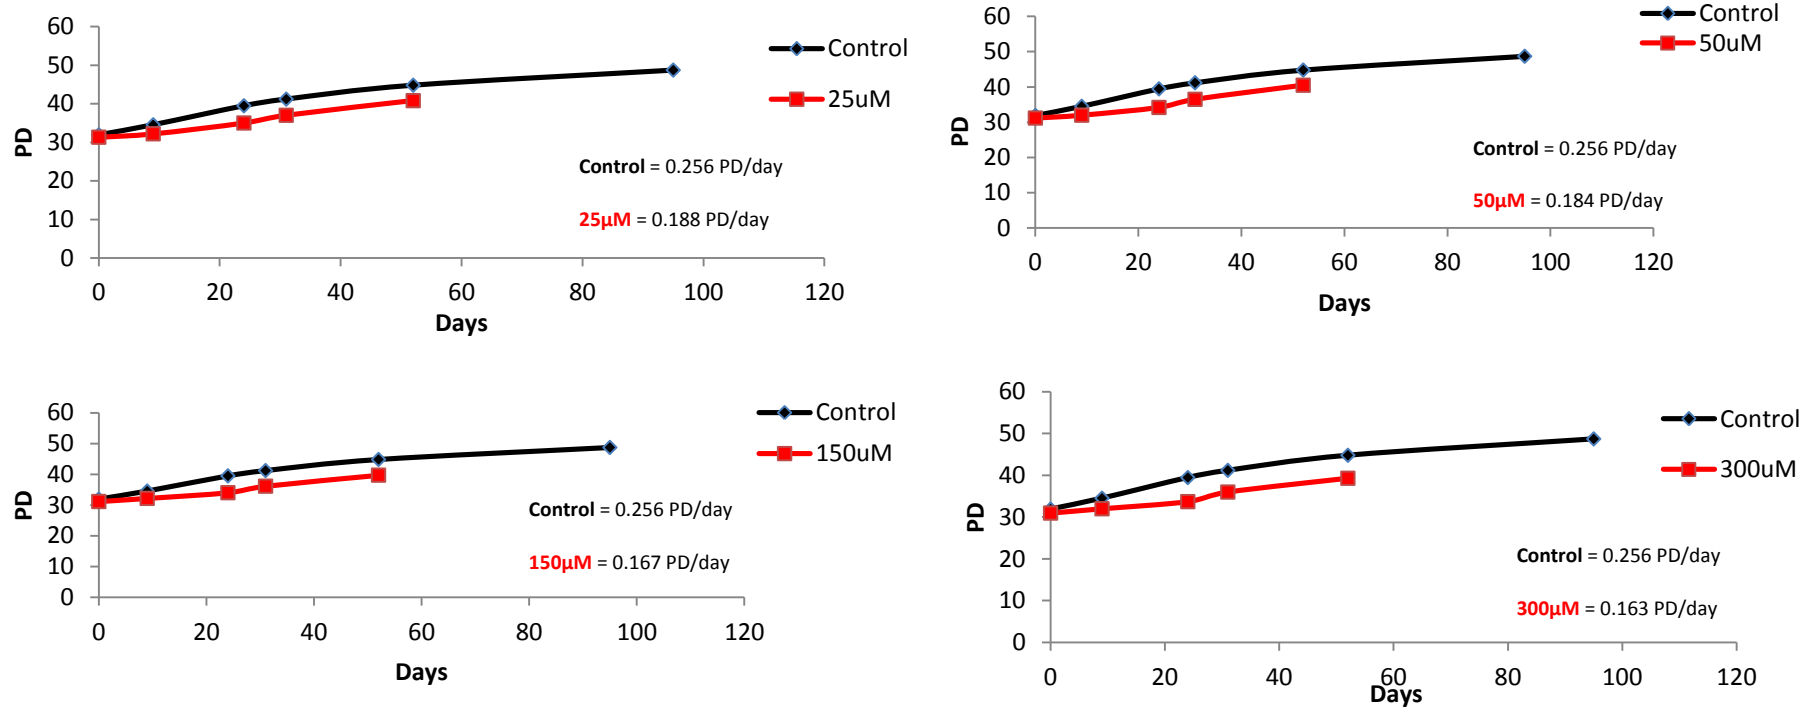 60
50
40
30
20
10
0
PD
0 20 40 60 80 100 120
Days
Control
25uM
Control = 0.256 PD/day
25µM = 0.188 PD/day
60
50
40
30
20
10
0
PD
0 20 40 60 80 100 120
Days
Control
50uM
Control = 0.256 PD/day
50µM = 0.184 PD/day
60
50
40
30
20
10
0
PD
0 20 40 60 80 100 120
Days
Control
150uM
Control = 0.256 PD/day
150µM = 0.167 PD/day
60
50
40
30
20
10
0
PD
0 20 40 60 80 100 120
Days
Control
300uM
Control = 0.256 PD/day
300µM = 0.163 PD/day